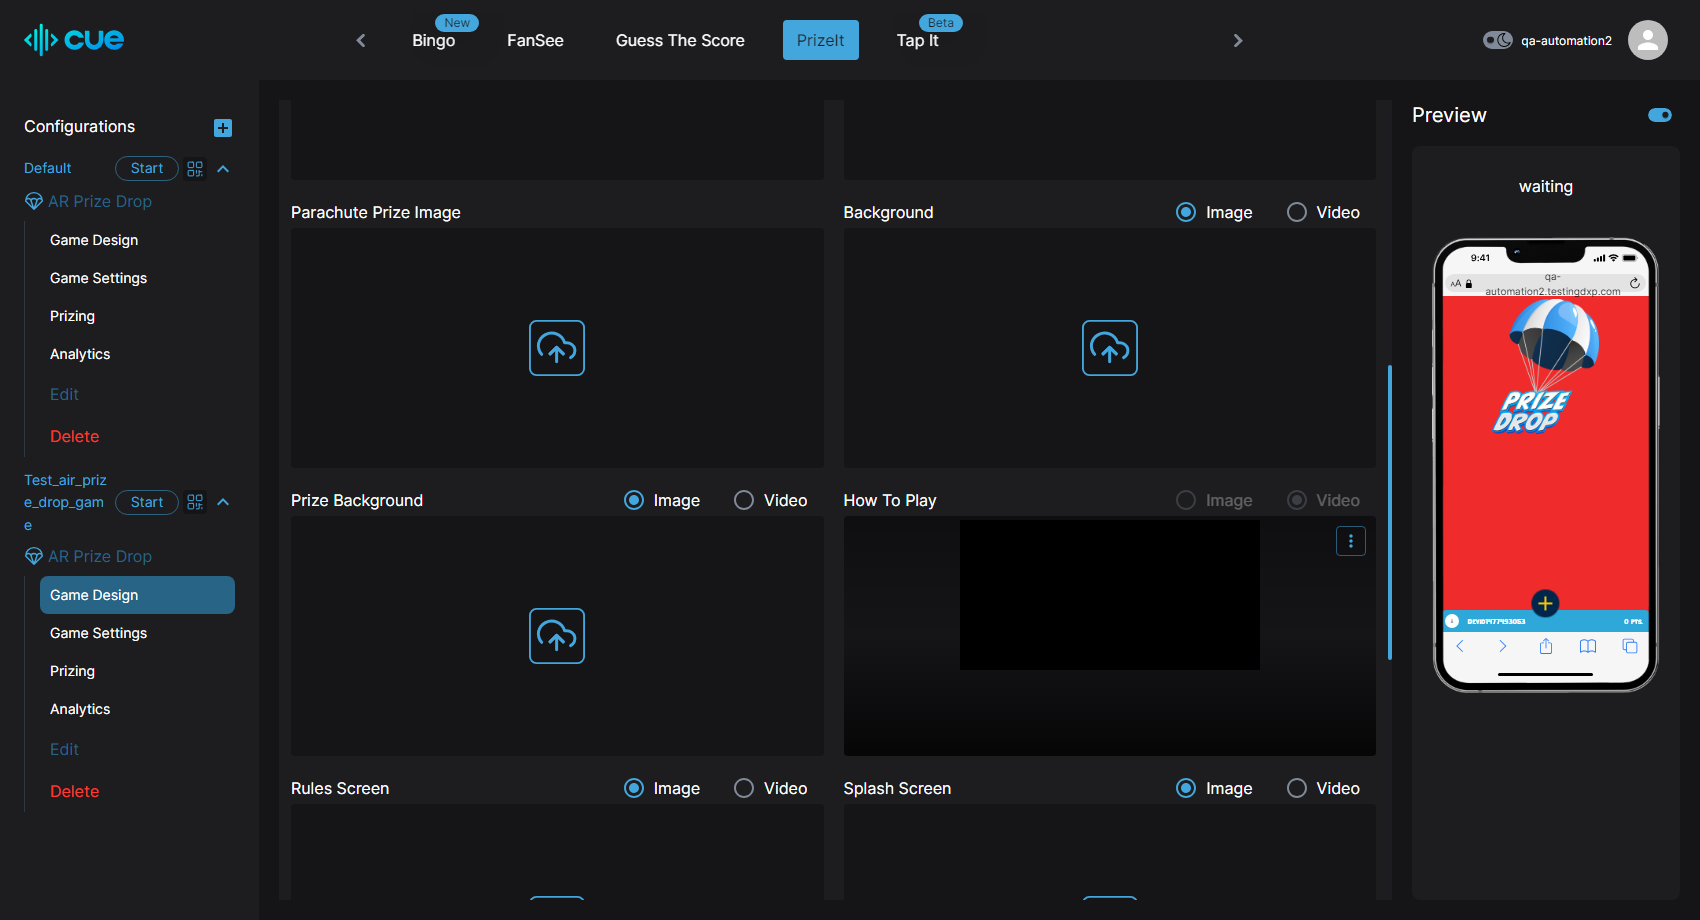 cue
Bingo
New
FanSee
Guess The Score
PrizeIt
Tap It
Beta
qa-automation2
Configurations
Default
Start
AR Prize Drop
Game Design
Game Settings
Prizing
Analytics
Edit
Delete
Test_air_priz
e_drop_gam
e
Start
AR Prize Drop
Game Design
Game Settings
Prizing
Analytics
Edit
Delete
Parachute Prize Image
Background
Image
Video
Prize Background
Image
Video
How To Play
Image
Video
Rules Screen
Image
Video
Splash Screen
Image
Video
Preview
waiting
9:41
AA
qa-
automation2.testingdxp.com
PRIZE
DROP
0 PTS.